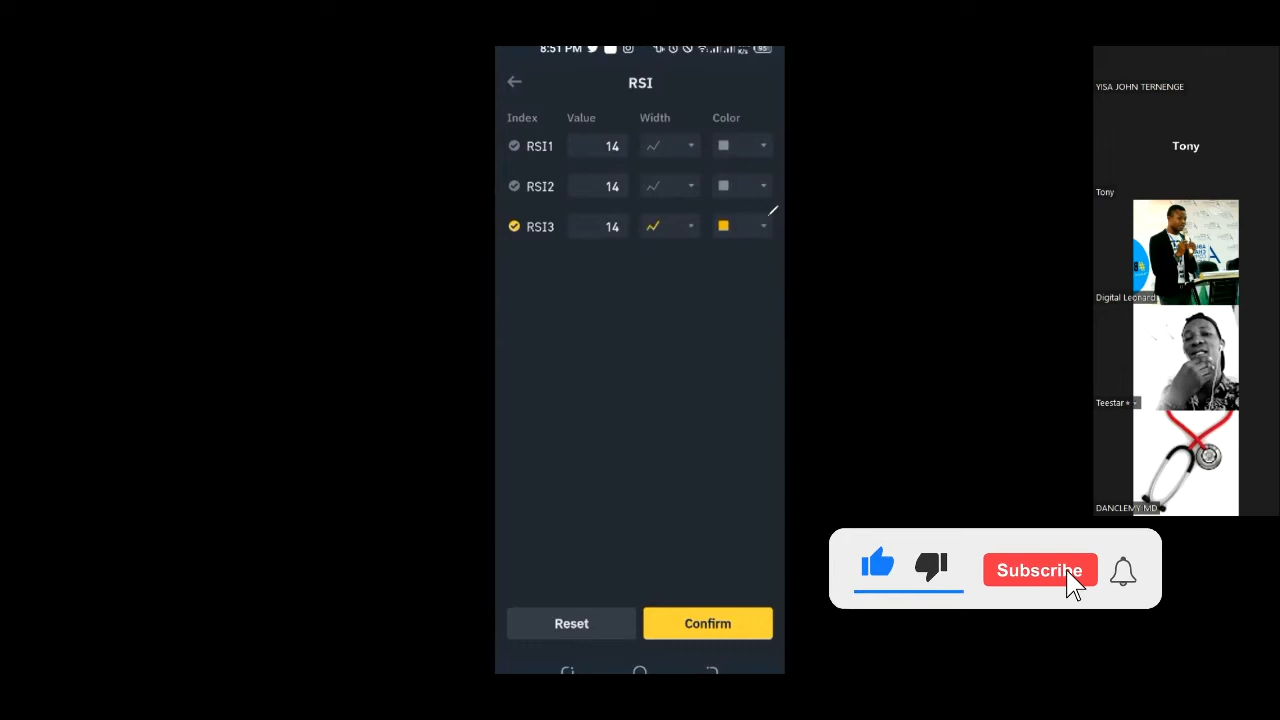 8:51 PM
RSI
Index Value Width Color
RSI1 14
RSI2 14
RSI3 14
Reset Confirm
YISA JOHN TERNENGE
Tony
Tony
Digital Leonard
Teestar
DANCLEMY MD
Subscribe